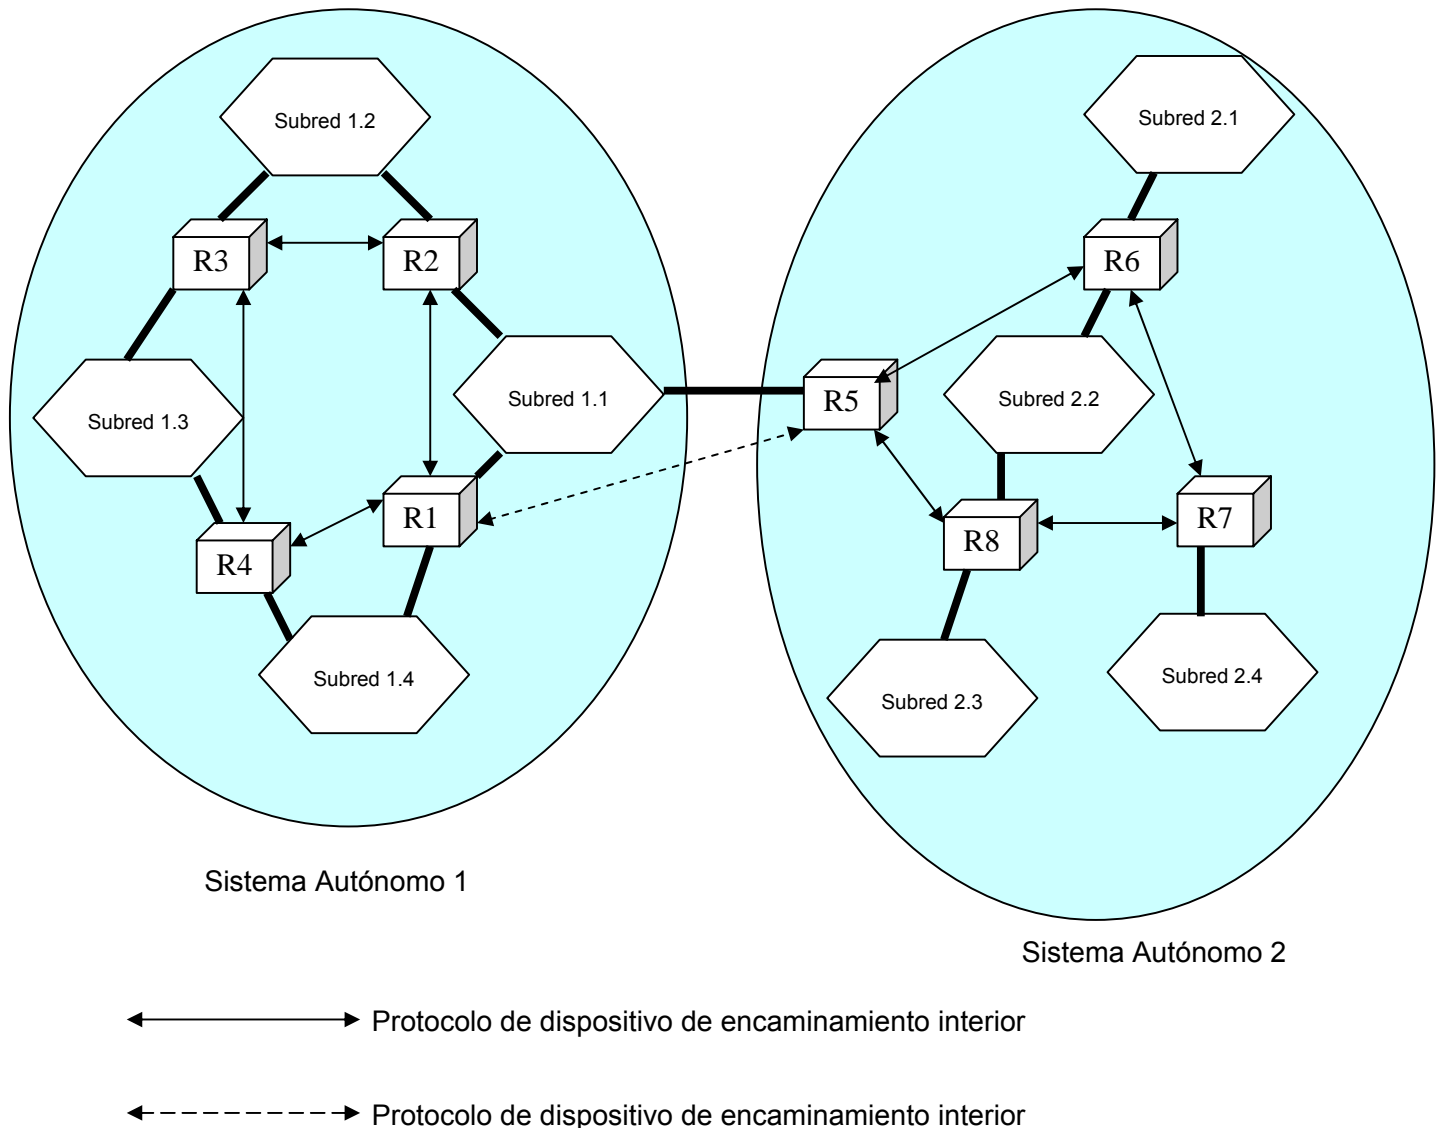 Subred 1.2
Subred 2.1
R3
R2
R6
Subred 1.3
Subred 1.1
R5
Subred 2.2
R4
R1
R8
R7
Subred 1.4
Subred 2.3
Subred 2.4
Sistema Autónomo 1
Sistema Autónomo 2
Protocolo de dispositivo de encaminamiento interior
Protocolo de dispositivo de encaminamiento interior